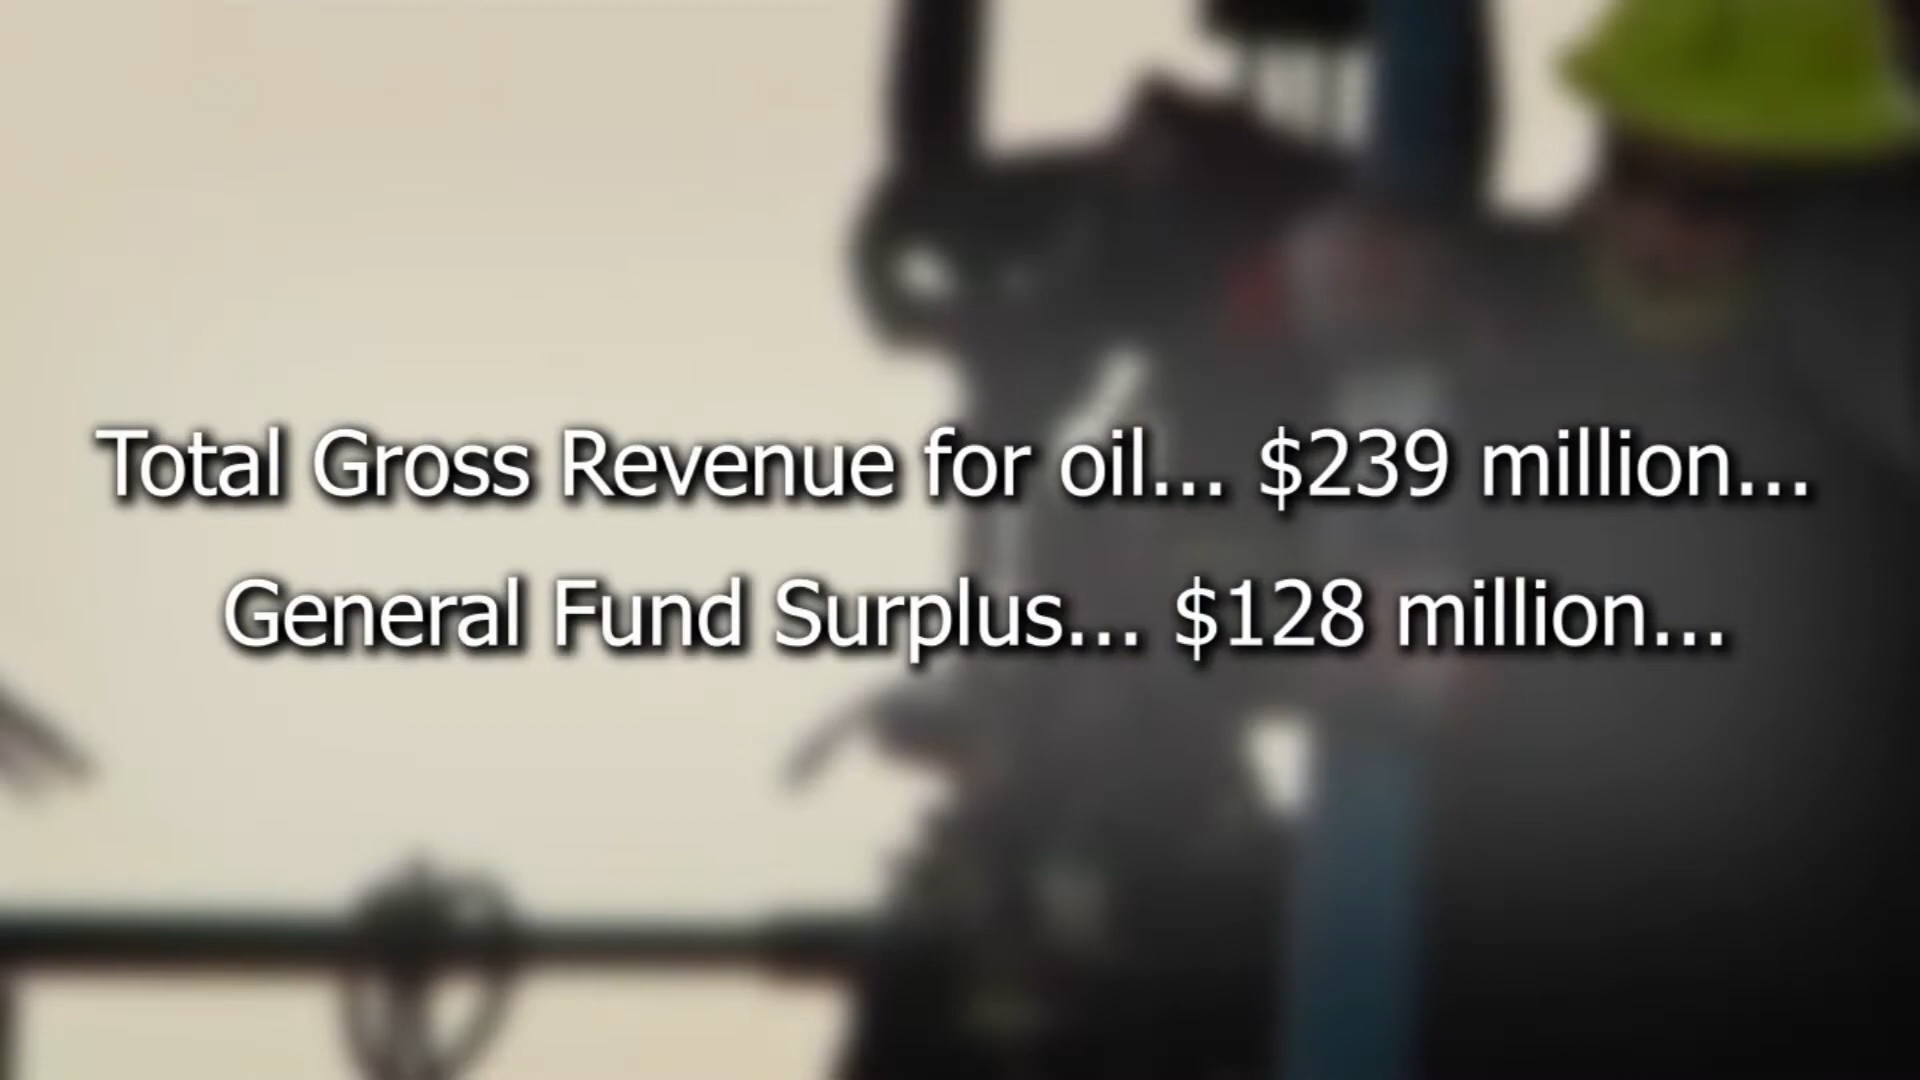 Total Gross Revenue for oil... $239 million...
General Fund Surplus... $128 million...